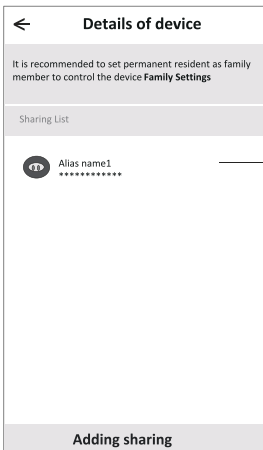 Details of device
It is recommended to set permanent resident as family
member to control the device Family Settings
Sharing List
Alias name1
************
Adding sharing